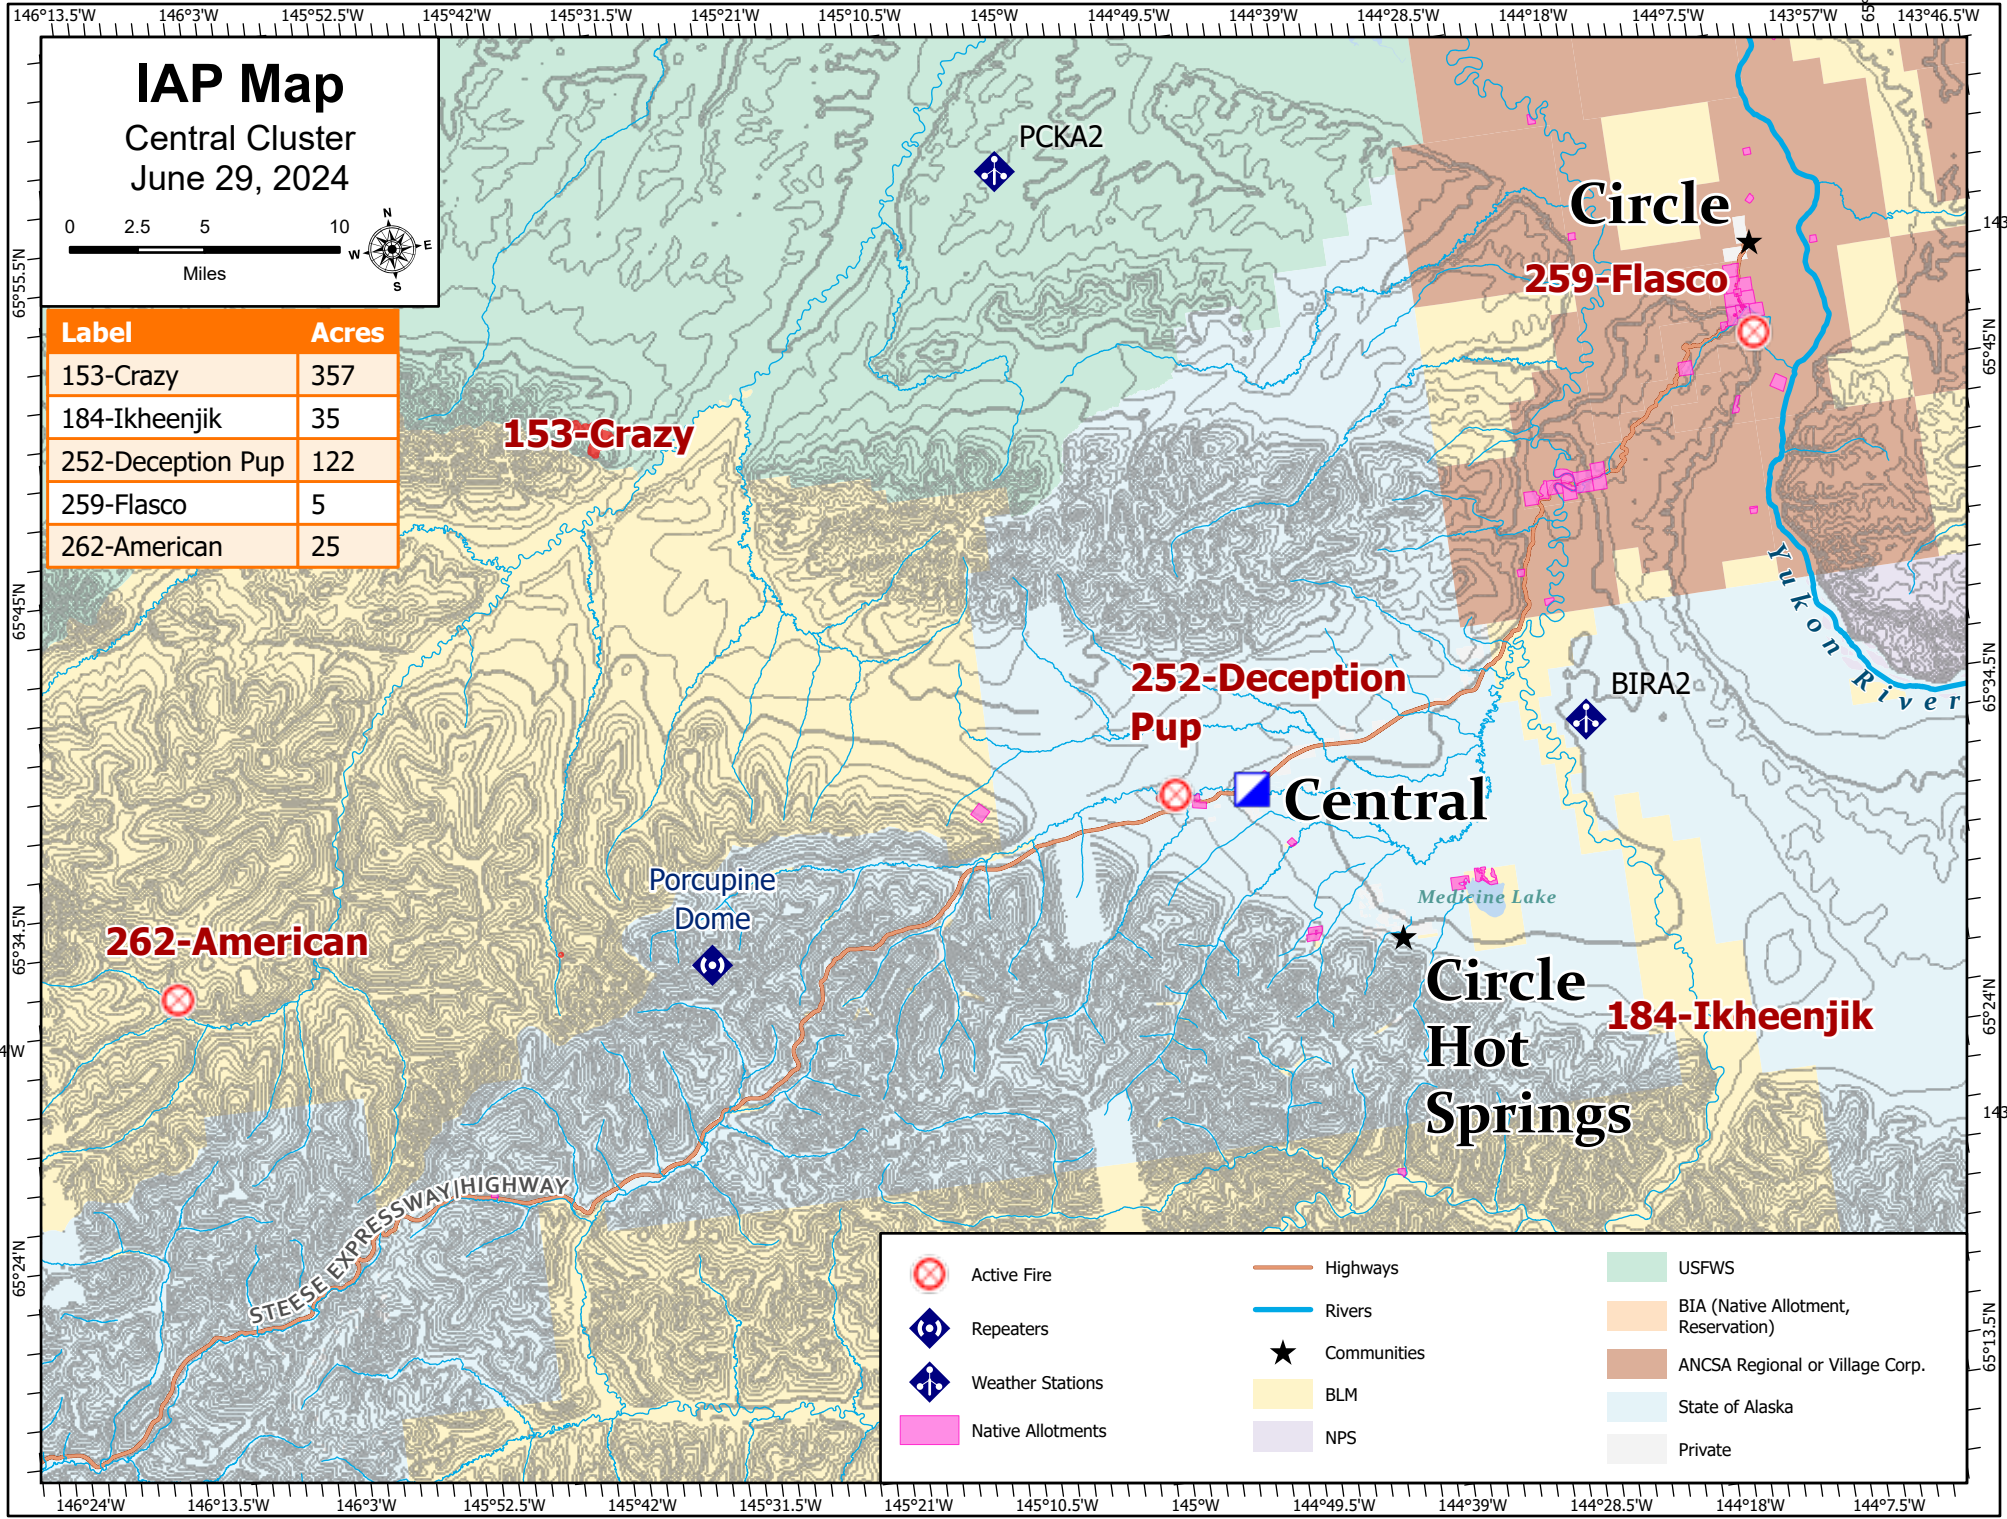 146°13.5'W 146°3'W 145°52.5'W 145°42'W 145°31.5'W 145°21'W 145°10.5'W 145°W 144°49.5'W 144°39'W 144°28.5'W 144°18'W 144°7.5'W 143°57'W 143°46.5'W
IAP Map
Central Cluster
June 29, 2024
0 2.5 5 10
Miles
N
E
S
W
Label Acres
153-Crazy 357
184-Ikheenjik 35
252-Deception Pup 122
259-Flasco 5
262-American 25
PCKA2
Circle
259-Flasco
153-Crazy
Yukon River
252-Deception
Pup
BIRA2
Central
Porcupine
Dome
Medicine Lake
262-American
Circle
Hot
Springs
184-Ikheenjik
STEESE EXPRESSWAY|HIGHWAY
65°55.5'N
65°45'N
65°34.5'N
4W
65°24'N
65°
143
65°45'N
65°34.5'N
65°24'N
143
65°13.5'N
Active Fire
Repeaters
Weather Stations
Native Allotments
Highways
Rivers
Communities
BLM
NPS
USFWS
BIA (Native Allotment,
Reservation)
ANCSA Regional or Village Corp.
State of Alaska
Private
146°24'W 146°13.5'W 146°3'W 145°52.5'W 145°42'W 145°31.5'W 145°21'W 145°10.5'W 145°W 144°49.5'W 144°39'W 144°28.5'W 144°18'W 144°7.5'W